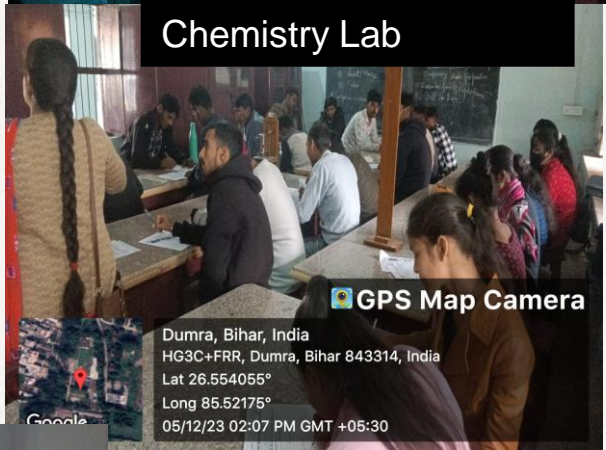 Chemistry Lab
GPS Map Camera
Dumra, Bihar, India
HG3C+FRR, Dumra, Bihar 843314, India
Lat 26.554055°
Long 85.52175°
05/12/23 02:07 PM GMT +05:30
Google